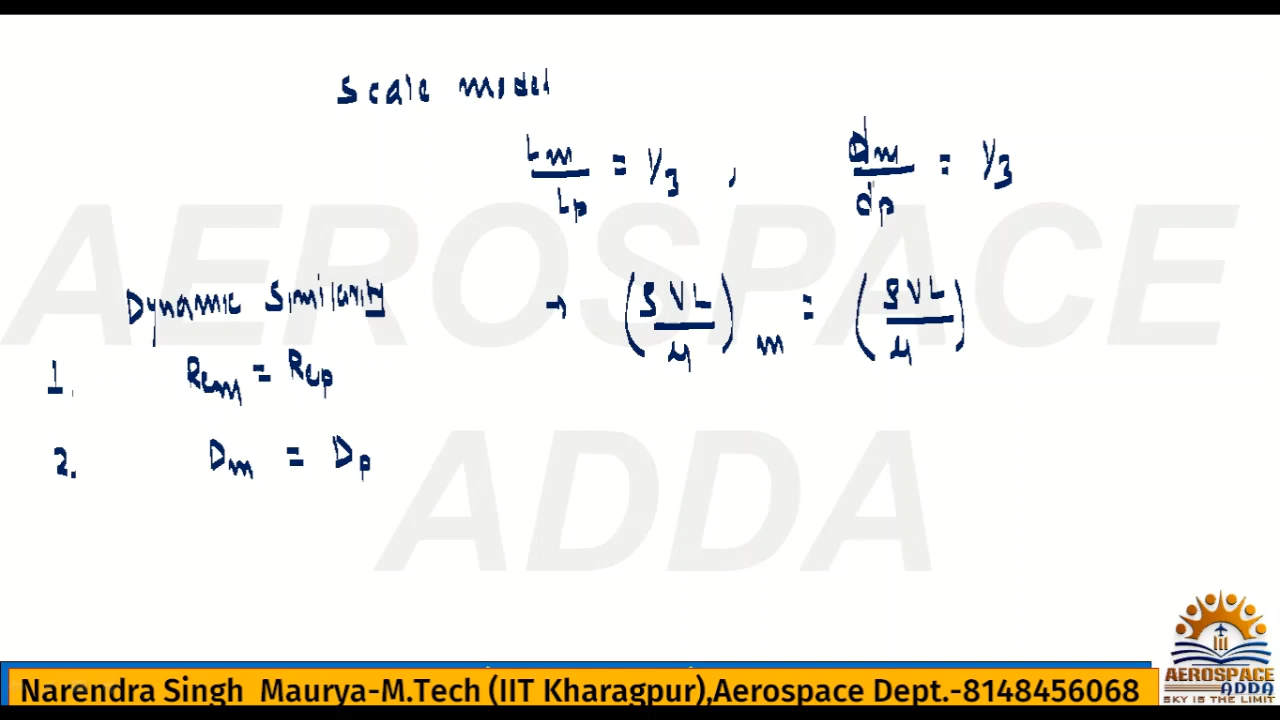 Scale model
Lm/Lp = 1/3 , dm/dp = 1/3
Dynamic Similarity → (ρVL/μ)m = (ρVL/μ)
1. Rem = Rep
2. Dm = Dp
AEROSPACE
ADDA
Narendra Singh Maurya-M.Tech (IIT Kharagpur),Aerospace Dept.-8148456068
AEROSPACE
ADDA
SKY IS THE LIMIT